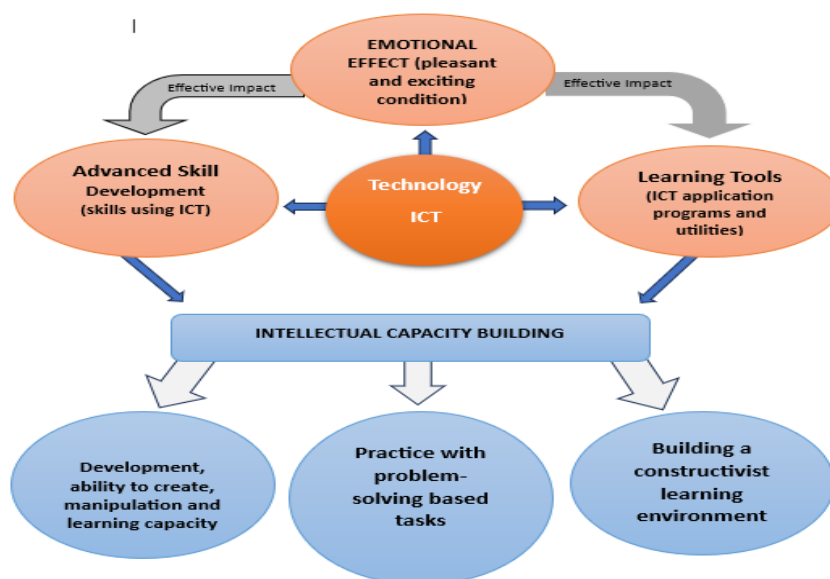 EMOTIONAL
EFFECT (pleasant
and exciting
condition)
Effective Impact
Effective Impact
Advanced Skill
Development
(skills using ICT)
Technology
ICT
Learning Tools
(ICT application
programs and
utilities)
INTELLECTUAL CAPACITY BUILDING
Development,
ability to create,
manipulation and
learning capacity
Practice with
problem-
solving based
tasks
Building a
constructivist
learning
environment